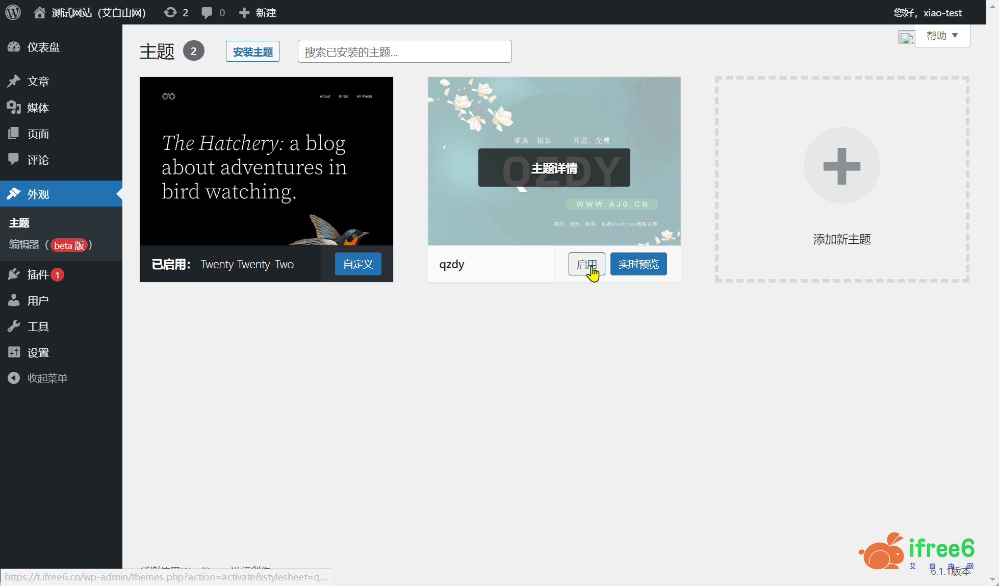 测试网站（艾自由网）
2
0
新建
您好，xiao-test
仪表盘
文章
媒体
页面
评论
外观
主题
编辑器（beta 版）
插件 1
用户
工具
设置
收起菜单
主题 2
安装主题
搜索已安装的主题...
帮助
About Birds All Posts
The Hatchery: a blog
about adventures in
bird watching.
已启用： Twenty Twenty-Two
自定义
·唯美、极致 开源、免费·
QZDY
主题详情
WWW.AJ0.CN
简约、极致、唯美、免费Wordpress博客主题
qzdy
启用
实时预览
添加新主题
ifree6
艾自由网
6.1.1版本
https://t.ifree6.cn/wp-admin/themes.php?action=activate&stylesheet=q...